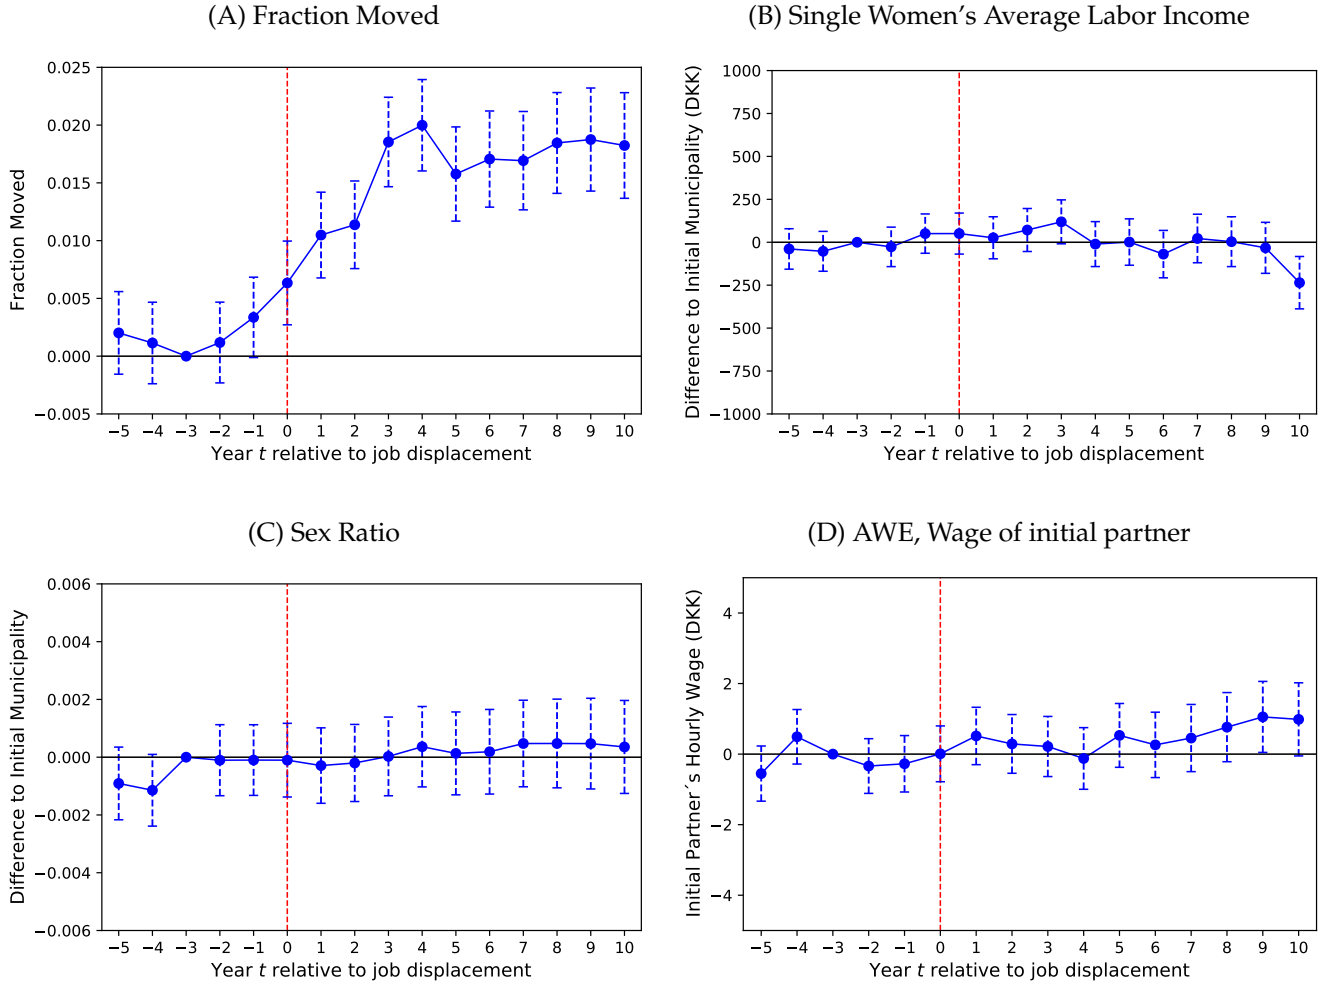 (A) Fraction Moved
0.025
0.020
0.015
0.010
0.005
0.000
−0.005
Fraction Moved
−5 −4 −3 −2 −1 0 1 2 3 4 5 6 7 8 9 10
Year t relative to job displacement
(B) Single Women's Average Labor Income
1000
750
500
250
0
−250
−500
−750
−1000
Difference to Initial Municipality (DKK)
−5 −4 −3 −2 −1 0 1 2 3 4 5 6 7 8 9 10
Year t relative to job displacement
(C) Sex Ratio
0.006
0.004
0.002
0.000
−0.002
−0.004
−0.006
Difference to Initial Municipality
−5 −4 −3 −2 −1 0 1 2 3 4 5 6 7 8 9 10
Year t relative to job displacement
(D) AWE, Wage of initial partner
4
2
0
−2
−4
Initial Partner´s Hourly Wage (DKK)
−5 −4 −3 −2 −1 0 1 2 3 4 5 6 7 8 9 10
Year t relative to job displacement